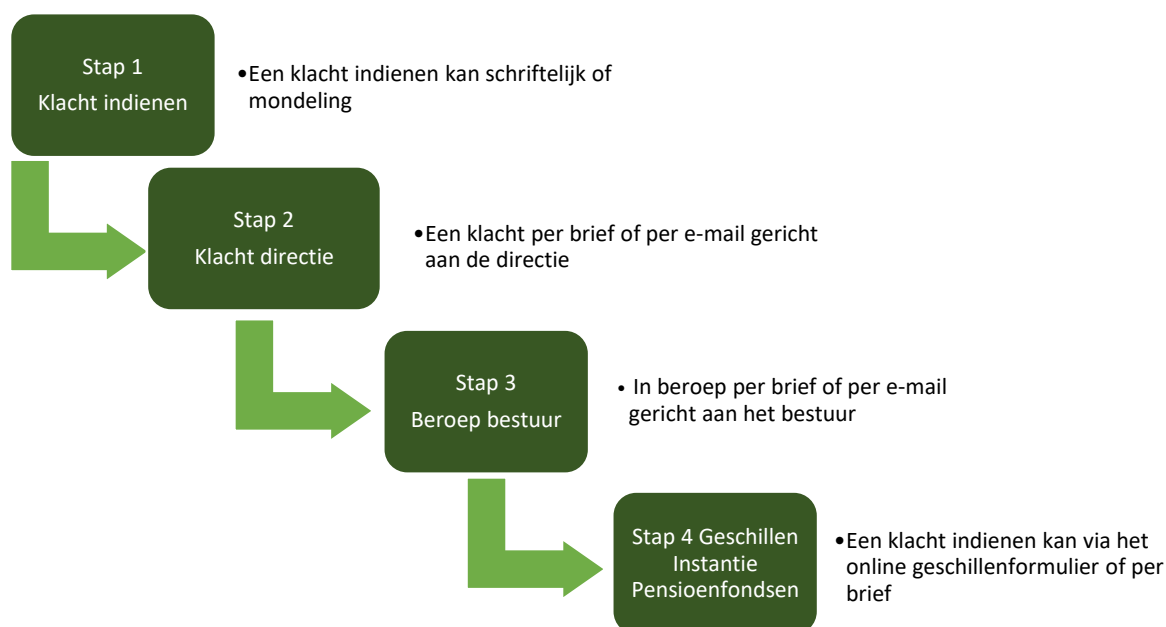 Stap 1
Klacht indienen
•Een klacht indienen kan schriftelijk of
mondeling
Stap 2
Klacht directie
•Een klacht per brief of per e-mail gericht
aan de directie
Stap 3
Beroep bestuur
• In beroep per brief of per e-mail
gericht aan het bestuur
Stap 4 Geschillen
Instantie
Pensioenfondsen
•Een klacht indienen kan via het
online geschillenformulier of per
brief